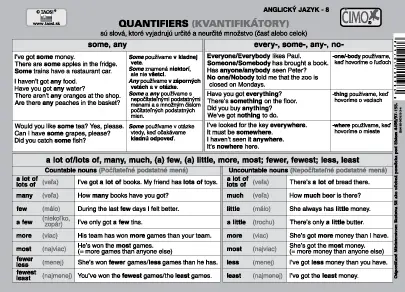 © TAOSI
www.taosi.sk
ANGLICKÝ JAZYK - 8
QUANTIFIERS (KVANTIFIKÁTORY)
CIMOX
sú slová, ktoré vyjadrujú určité a neurčité množstvo (časť alebo celok)
some, any
every-, some-, any-, no-
I've got some money.
There are some apples in the fridge.
Some trains have a restaurant car.
Some používame v kladnej vete.
Some znamená niektorí, ale nie všetci.
I haven't got any food.
Have you got any water?
There aren't any oranges at the shop.
Are there any peaches in the basket?
Any používame v záporných vetách a v otázke.
Some a any používame s nepočítateľnými podstatnými menami a s množným číslom počítateľných podstatných mien.
Would you like some tea? Yes, please.
Can I have some grapes, please?
Did you catch some fish?
Some používame v otázke vtedy, keď očakávame kladnú odpoveď.
Everyone/Everybody likes Paul.
Someone/Somebody has brought a book.
Has anyone/anybody seen Peter?
No one/Nobody told me that the zoo is closed on Mondays.
-one/-body používame, keď hovoríme o ľuďoch
Have you got everything?
There's something on the floor.
Did you buy anything?
We've got nothing to do.
-thing používame, keď hovoríme o veciach
I've looked for the key everywhere.
It must be somewhere.
I haven't seen it anywhere.
It's nowhere here.
-where používame, keď hovoríme o mieste
a lot of/lots of, many, much, (a) few, (a) little, more, most; fewer, fewest; less, least
Countable nouns (Počítateľné podstatné mená)
Uncountable nouns (Nepočítateľné podstatné mená)
a lot of lots of (veľa) I've got a lot of books. My friend has lots of toys.
many (veľa) How many books have you got?
few (málo) During the last few days I felt better.
a few (niekoľko, zopár) I've only got a few tins.
more (viac) His team has won more games than your team.
most (najviac) He's won the most games. (= more games than anyone else)
fewer less (menej) She's won fewer games/less games than he has.
fewest least (najmenej) You've won the fewest games/the least games.
a lot of lots of (veľa) There's a lot of bread there.
much (veľa) How much beer is there?
little (málo) She always has little money.
a little (trochu) There's only a little butter.
more (viac) She's got more money than I have.
most (najviac) She's got the most money. (= more money than anyone else)
less (menej) I've got less money than you have.
least (najmenej) I've got the least money.